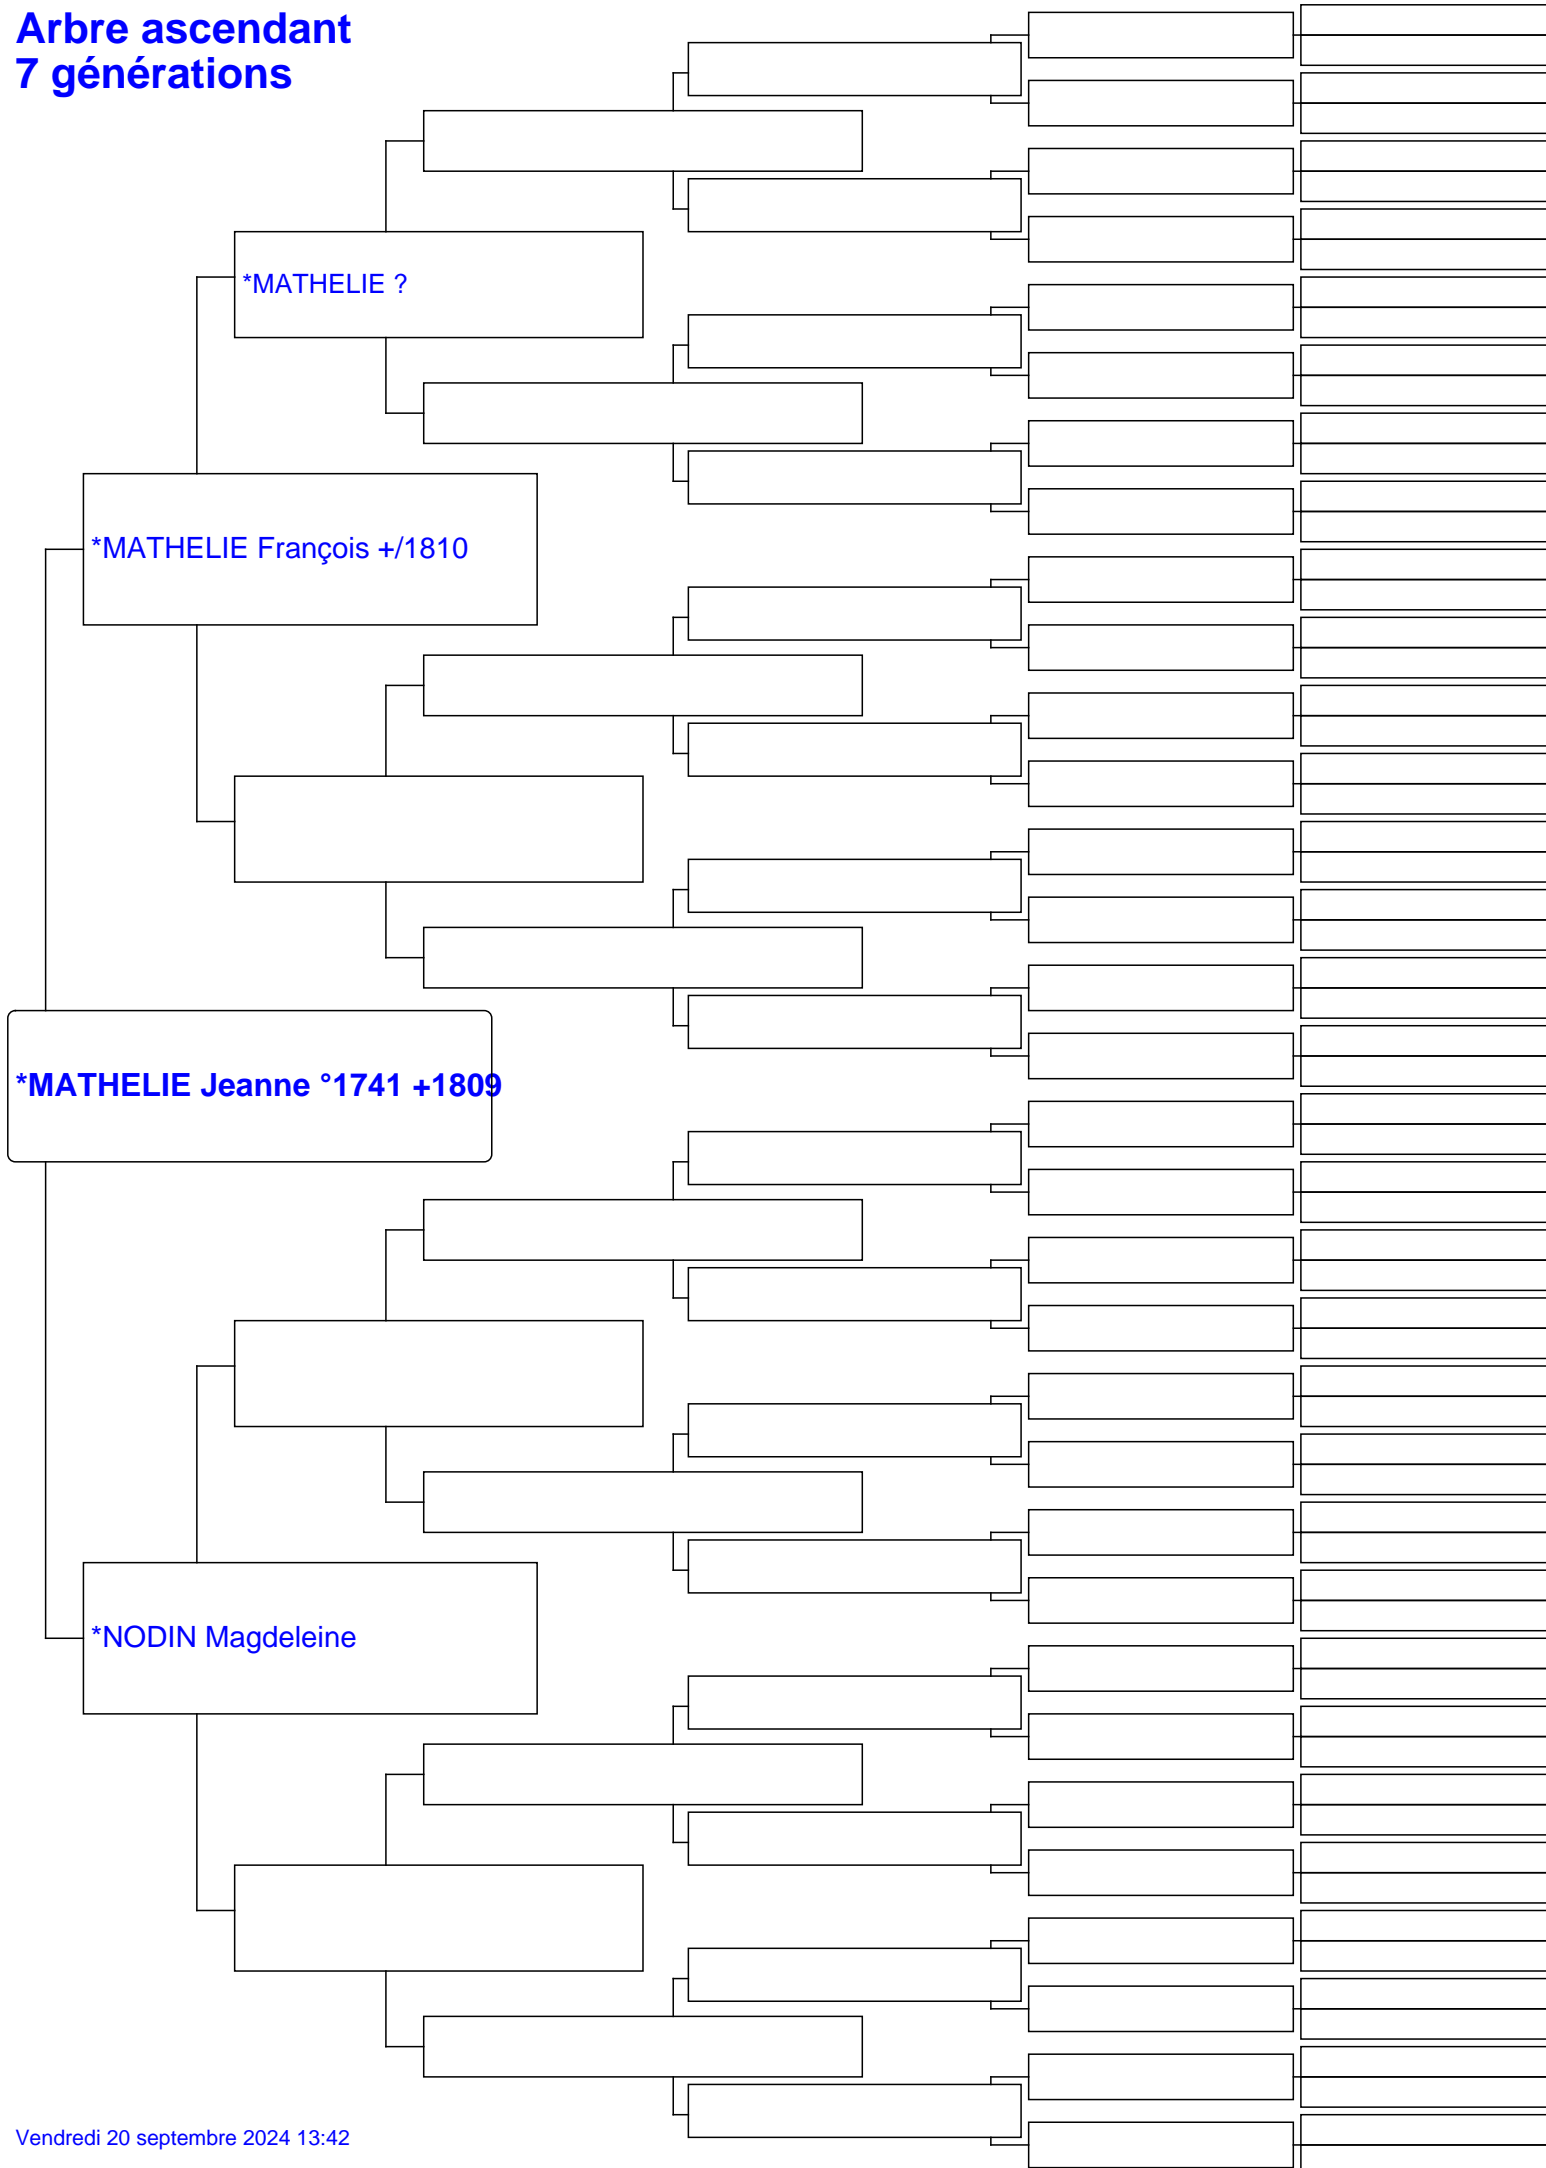 Arbre ascendant
7 générations
*MATHELIE ?
*MATHELIE François +/1810
*MATHELIE Jeanne °1741 +1809
*NODIN Magdeleine
Vendredi 20 septembre 2024 13:42